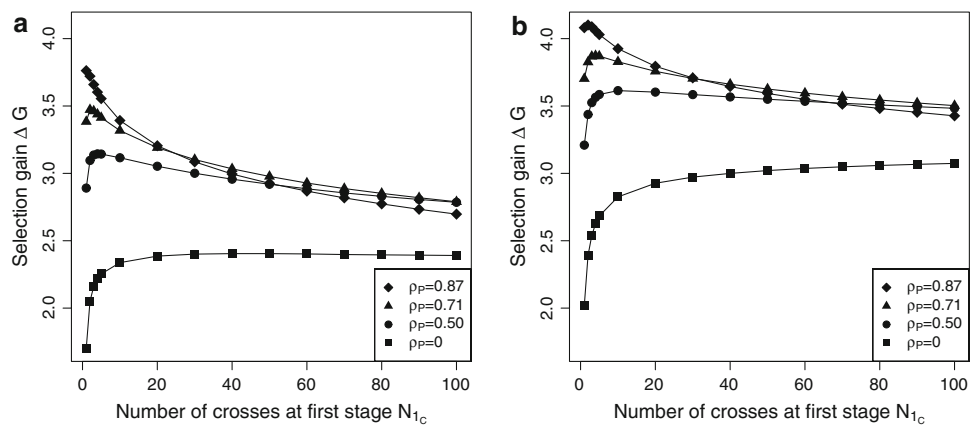 a
Selection gain Δ G
4.0
3.5
3.0
2.5
2.0
0 20 40 60 80 100
Number of crosses at first stage N1C
ρP=0.87
ρP=0.71
ρP=0.50
ρP=0
b
Selection gain Δ G
4.0
3.5
3.0
2.5
2.0
0 20 40 60 80 100
Number of crosses at first stage N1C
ρP=0.87
ρP=0.71
ρP=0.50
ρP=0